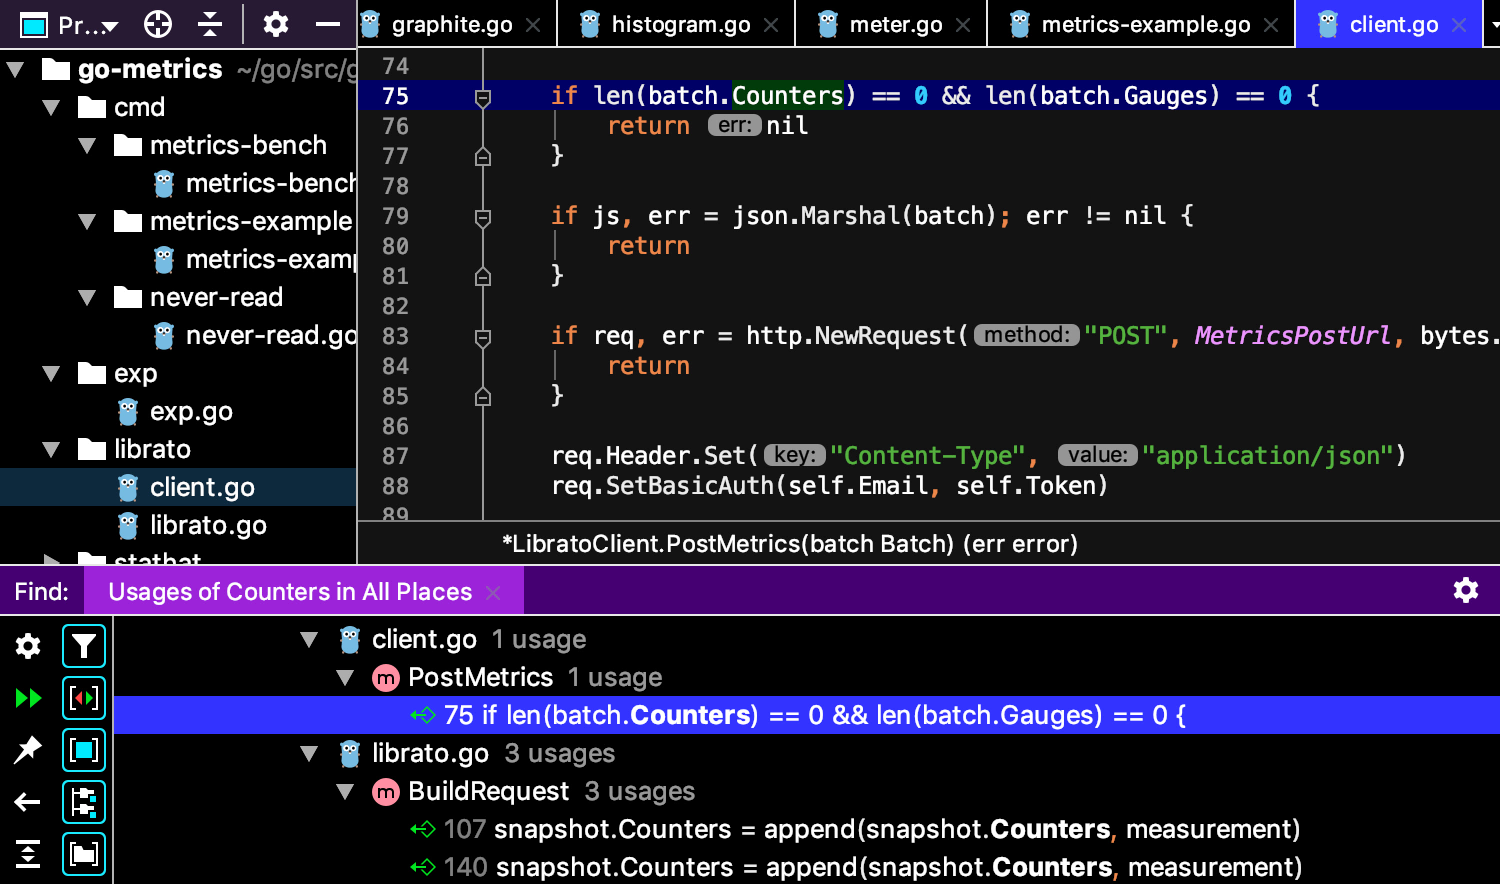 Pr...
graphite.go
histogram.go
meter.go
metrics-example.go
client.go
go-metrics ~/go/src/g
cmd
metrics-bench
metrics-bench
metrics-example
metrics-examp
never-read
never-read.go
exp
exp.go
librato
client.go
librato.go
stathat
74
75 if len(batch.Counters) == 0 && len(batch.Gauges) == 0 {
76 return err: nil
77 }
78
79 if js, err = json.Marshal(batch); err != nil {
80 return
81 }
82
83 if req, err = http.NewRequest( method: "POST", MetricsPostUrl, bytes.
84 return
85 }
86
87 req.Header.Set( key: "Content-Type", value: "application/json")
88 req.SetBasicAuth(self.Email, self.Token)
89
*LibratoClient.PostMetrics(batch Batch) (err error)
Find: Usages of Counters in All Places
client.go 1 usage
m PostMetrics 1 usage
75 if len(batch.Counters) == 0 && len(batch.Gauges) == 0 {
librato.go 3 usages
m BuildRequest 3 usages
107 snapshot.Counters = append(snapshot.Counters, measurement)
140 snapshot.Counters = append(snapshot.Counters, measurement)